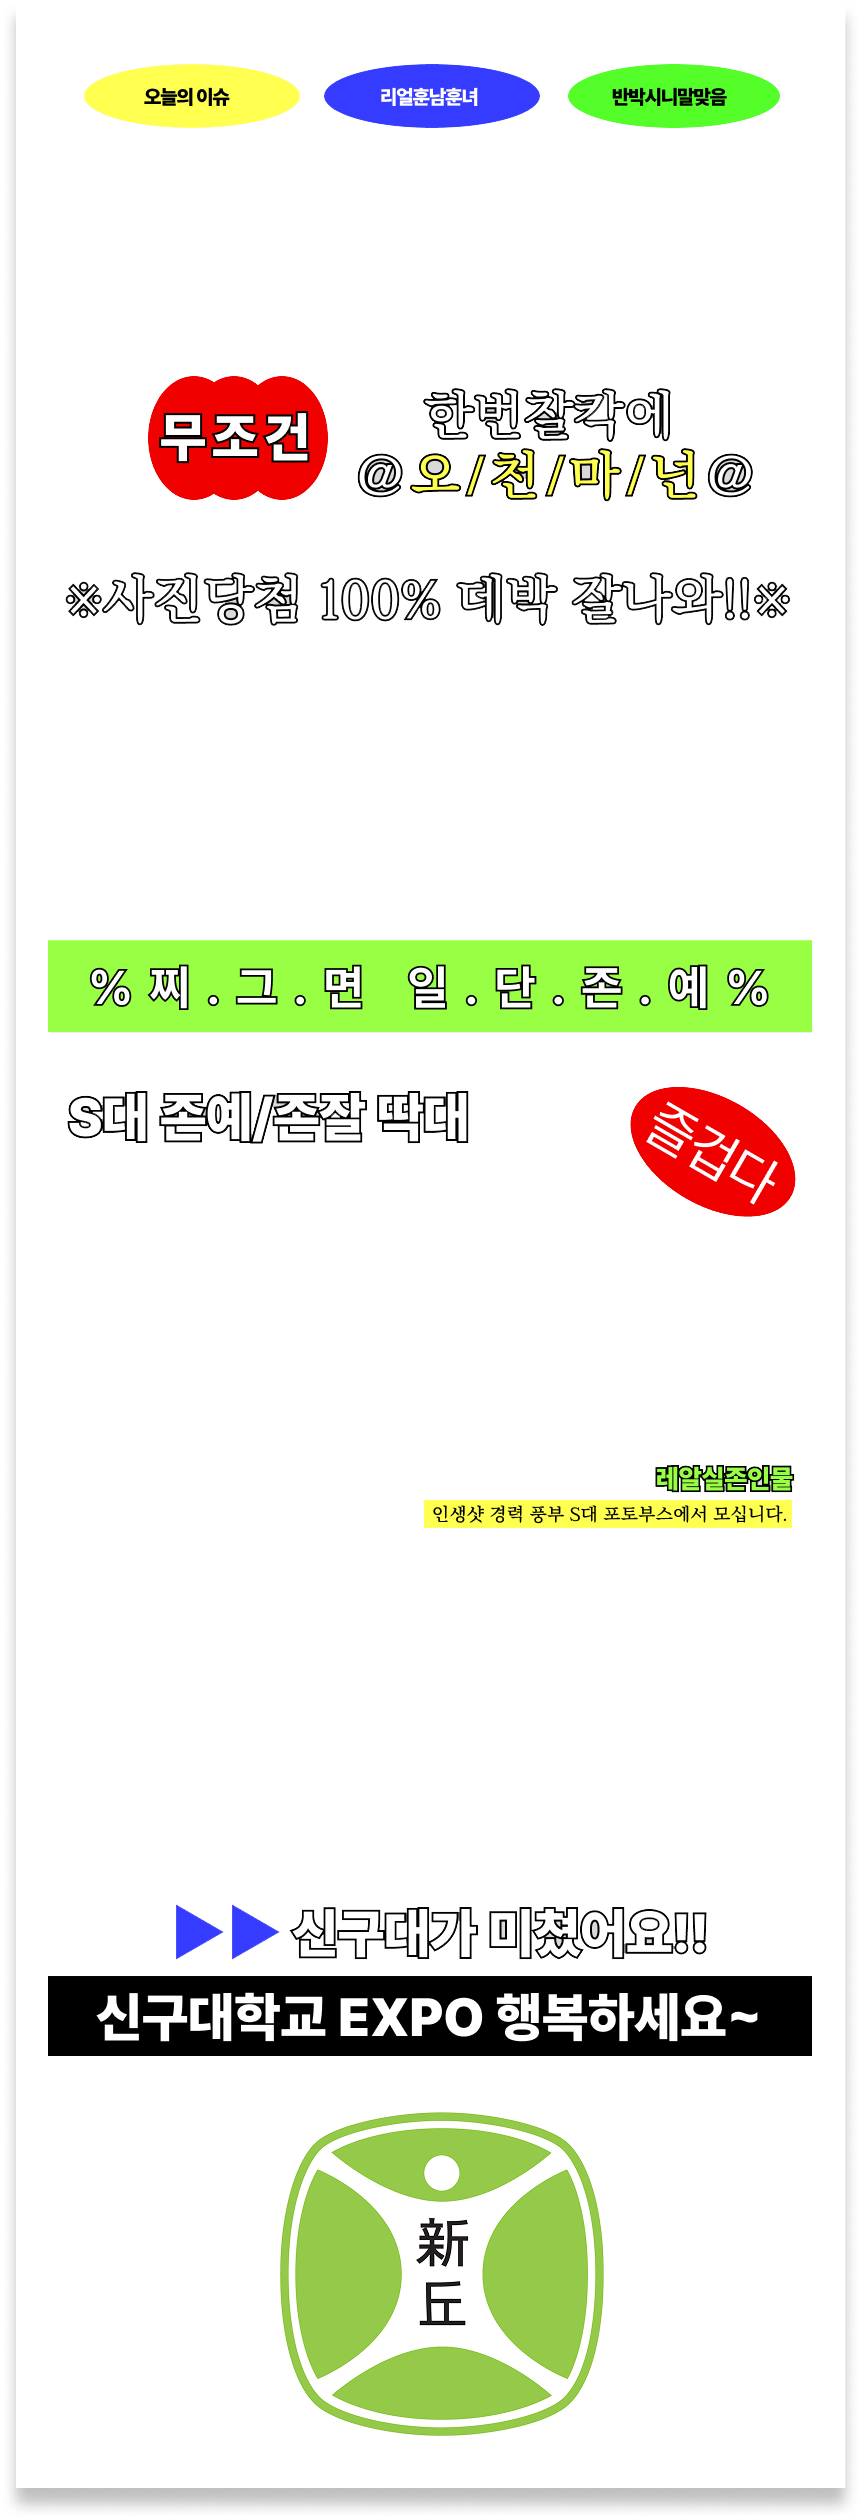 오늘의 이슈
리얼훈남훈녀
반박시니말맞음
무조건
한번찰칵에
@오/천/마/넌@
※사진당첨 100% 데박 잘나와!!※
%찌.그.면 일.단.존.예%
S대 존예/존잘 딱대
즐겁다
레알실존인물
인생샷 경력 풍부 S대 포토부스에서 모십니다.
신구대가 미쳤어요!!
신구대학교 EXPO 행복하세요~
新
丘